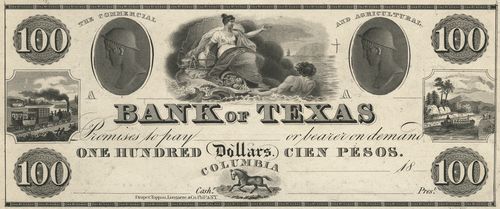 THE COMMERCIAL AND AGRICULTURAL
100 100
A A
BANK OF TEXAS
Promises to pay or bearer on demand
ONE HUNDRED Dollars CIEN PESOS.
COLUMBIA
18
100 100
Cash.r Pres.t